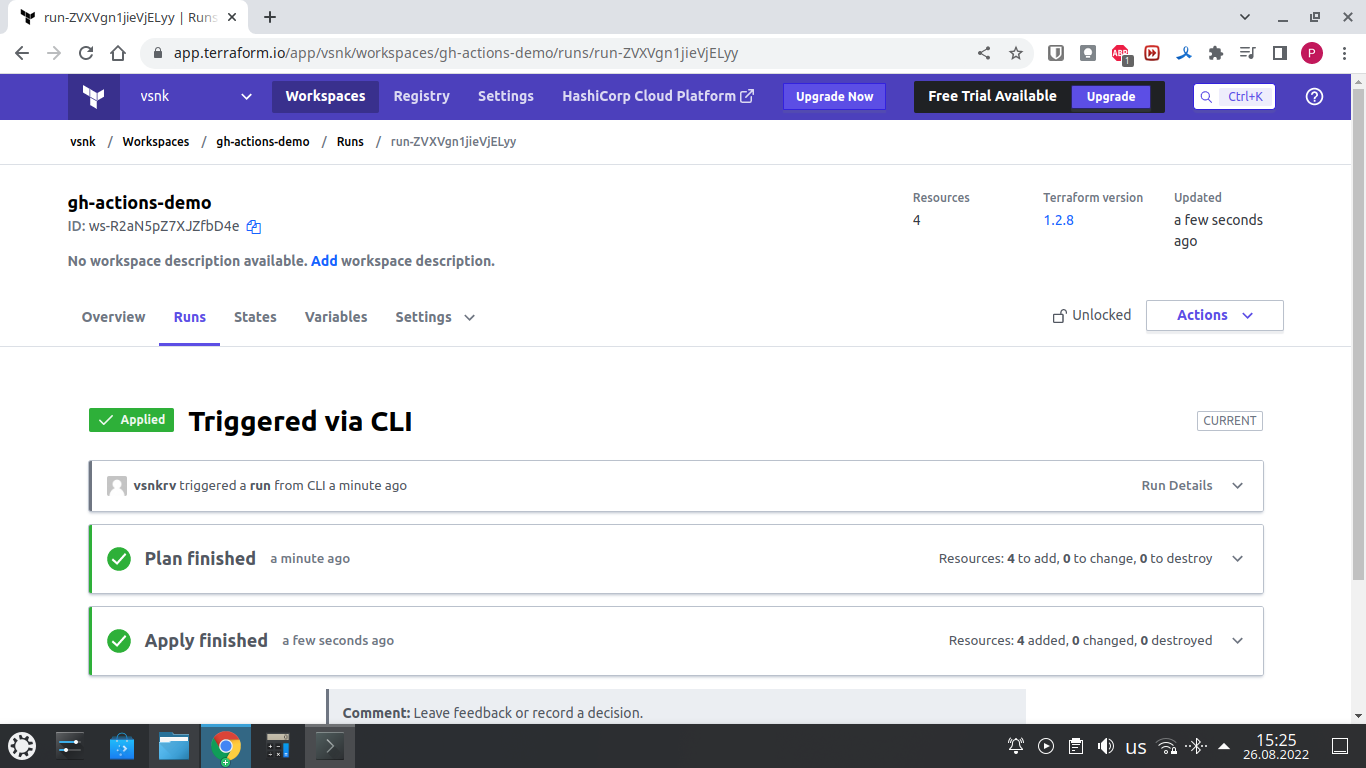 run-ZVXVgn1jieVjELyy | Runs
app.terraform.io/app/vsnk/workspaces/gh-actions-demo/runs/run-ZVXVgn1jieVjELyy
ABP
1
P
vsnk
Workspaces
Registry
Settings
HashiCorp Cloud Platform
Upgrade Now
Free Trial Available
Upgrade
Ctrl+K
vsnk / Workspaces / gh-actions-demo / Runs / run-ZVXVgn1jieVjELyy
gh-actions-demo
ID: ws-R2aN5pZ7XJZfbD4e
No workspace description available. Add workspace description.
Resources
4
Terraform version
1.2.8
Updated
a few seconds
ago
Overview
Runs
States
Variables
Settings
Unlocked
Actions
Applied
Triggered via CLI
CURRENT
vsnkrv triggered a run from CLI a minute ago
Run Details
Plan finished a minute ago
Resources: 4 to add, 0 to change, 0 to destroy
Apply finished a few seconds ago
Resources: 4 added, 0 changed, 0 destroyed
Comment: Leave feedback or record a decision.
us
15:25
26.08.2022